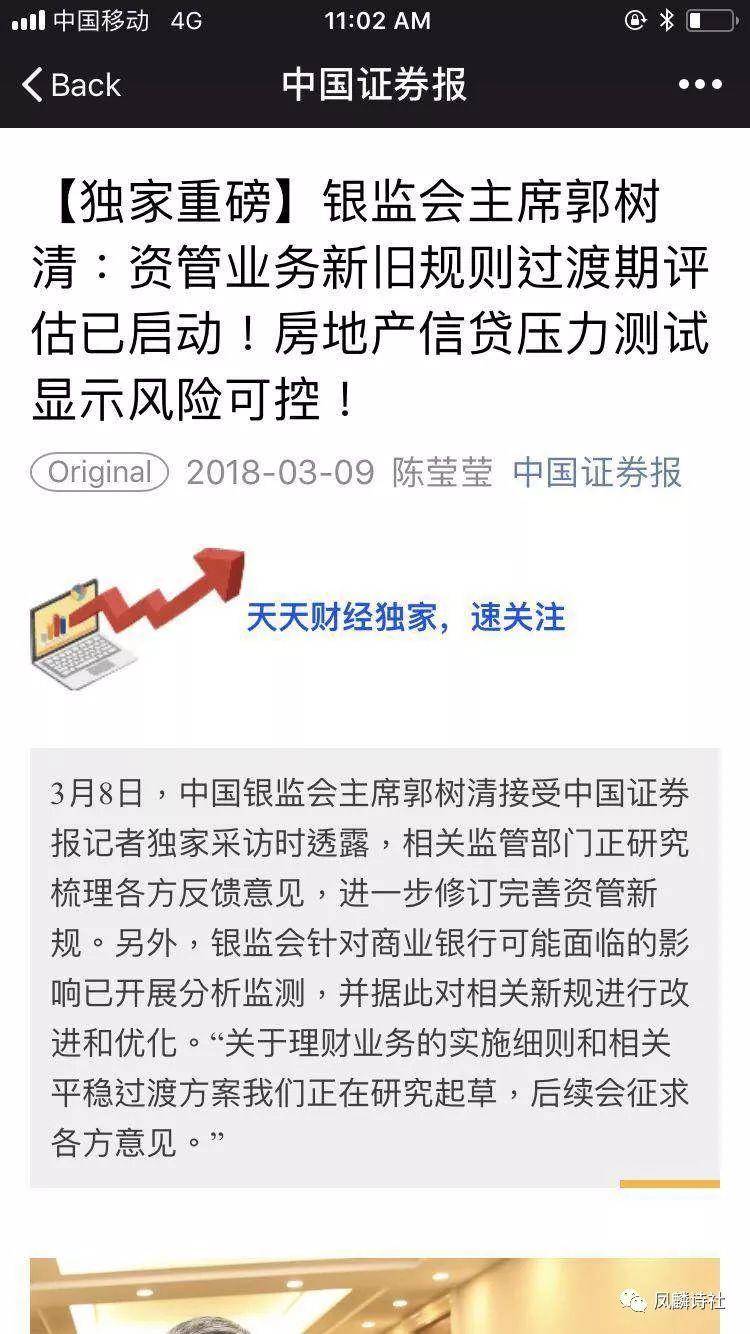 中国移动 4G 11:02 AM
Back 中国证券报
【独家重磅】银监会主席郭树
清：资管业务新旧规则过渡期评
估已启动！房地产信贷压力测试
显示风险可控！
Original 2018-03-09 陈莹莹 中国证券报
天天财经独家，速关注
3月8日，中国银监会主席郭树清接受中国证券
报记者独家采访时透露，相关监管部门正研究
梳理各方反馈意见，进一步修订完善资管新
规。另外，银监会针对商业银行可能面临的影
响已开展分析监测，并据此对相关新规进行改
进和优化。“关于理财业务的实施细则和相关
平稳过渡方案我们正在研究起草，后续会征求
各方意见。”
凤麟诗社